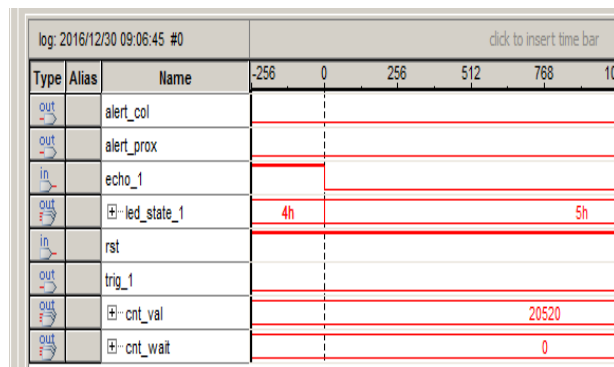 log: 2016/12/30 09:06:45 #0 click to insert time bar
Type Alias Name -256 0 256 512 768 10
out alert_col
out alert_prox
in echo_1
out led_state_1 4h 5h
in rst
out trig_1
out cnt_val 20520
out cnt_wait 0